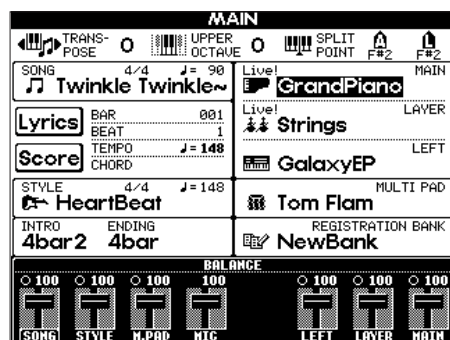 MAIN
TRANS-POSE 0 UPPER OCTAVE 0 SPLIT POINT A F#2 L F#2
SONG 4/4 ♩= 90
Twinkle Twinkle~
Live! MAIN
GrandPiano
Lyrics BAR 001
BEAT 1
Live! LAYER
Strings
Score TEMPO ♩=148
CHORD
LEFT
GalaxyEP
STYLE 4/4 ♩=148
HeartBeat
MULTI PAD
Tom Flam
INTRO ENDING
4bar2 4bar
REGISTRATION BANK
NewBank
BALANCE
100 100 100 100 100 100 100
SONG STYLE M.PAD MIC LEFT LAYER MAIN